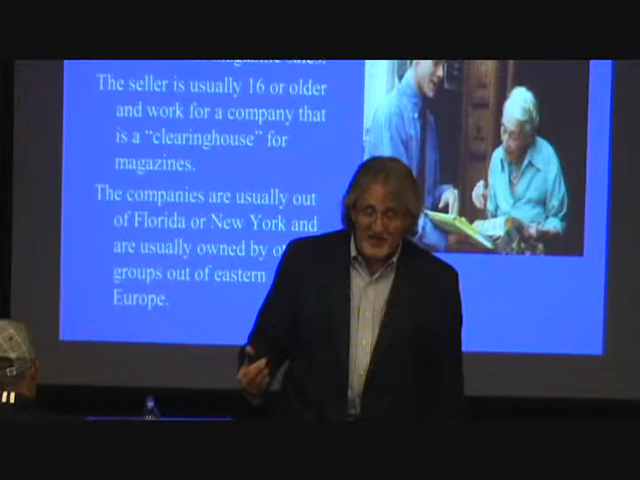 magazine sales.
The seller is usually 16 or older
and work for a company that
is a “clearinghouse” for
magazines.
The companies are usually out
of Florida or New York and
are usually owned by
groups out of eastern
Europe.